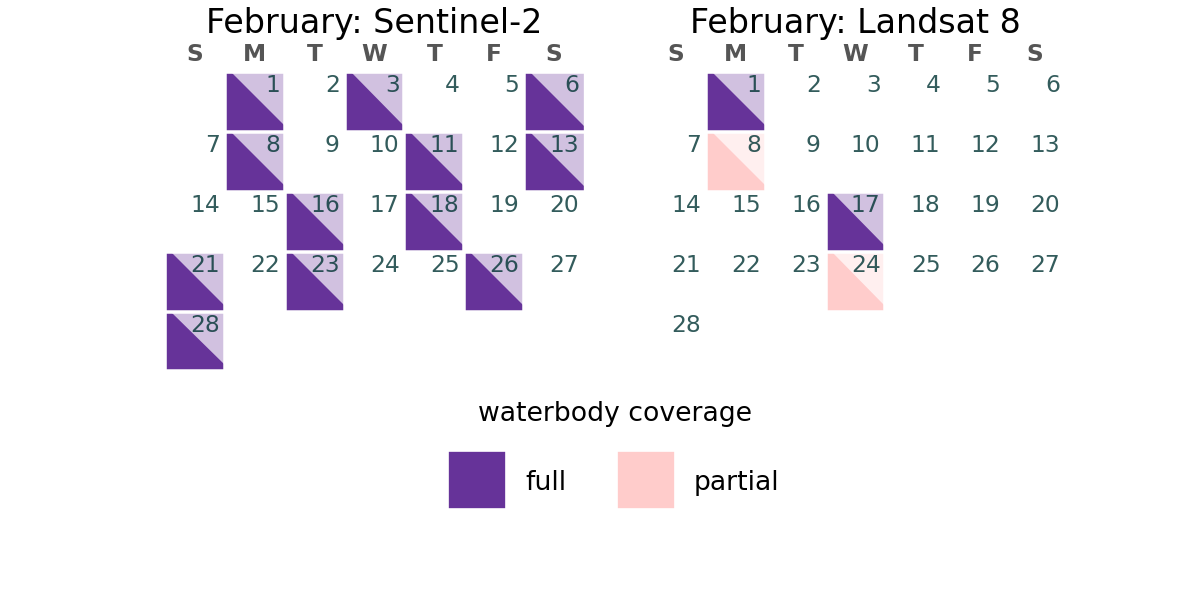 February: Sentinel-2
S M T W T F S
1 2 3 4 5 6
7 8 9 10 11 12 13
14 15 16 17 18 19 20
21 22 23 24 25 26 27
28
February: Landsat 8
S M T W T F S
1 2 3 4 5 6
7 8 9 10 11 12 13
14 15 16 17 18 19 20
21 22 23 24 25 26 27
28
waterbody coverage
full partial